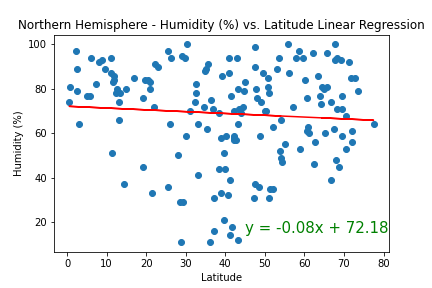 Northern Hemisphere - Humidity (%) vs. Latitude Linear Regression
100
80
60
40
20
Humidity (%)
y = -0.08x + 72.18
0 10 20 30 40 50 60 70 80
Latitude